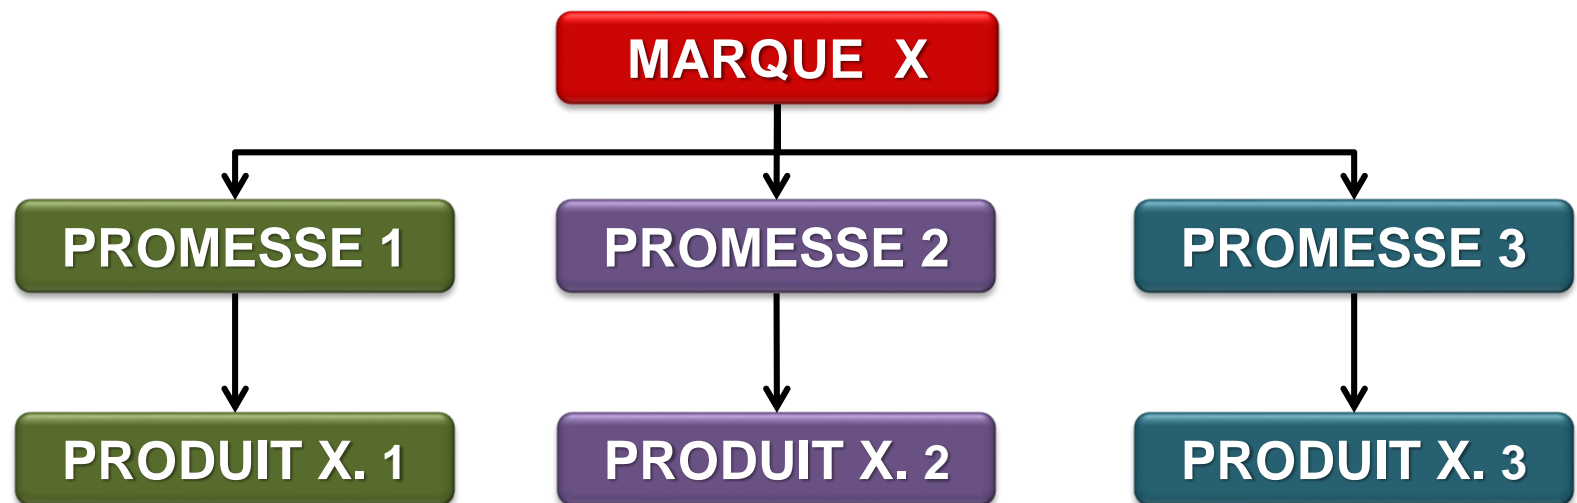 MARQUE X
PROMESSE 1
PROMESSE 2
PROMESSE 3
PRODUIT X. 1
PRODUIT X. 2
PRODUIT X. 3